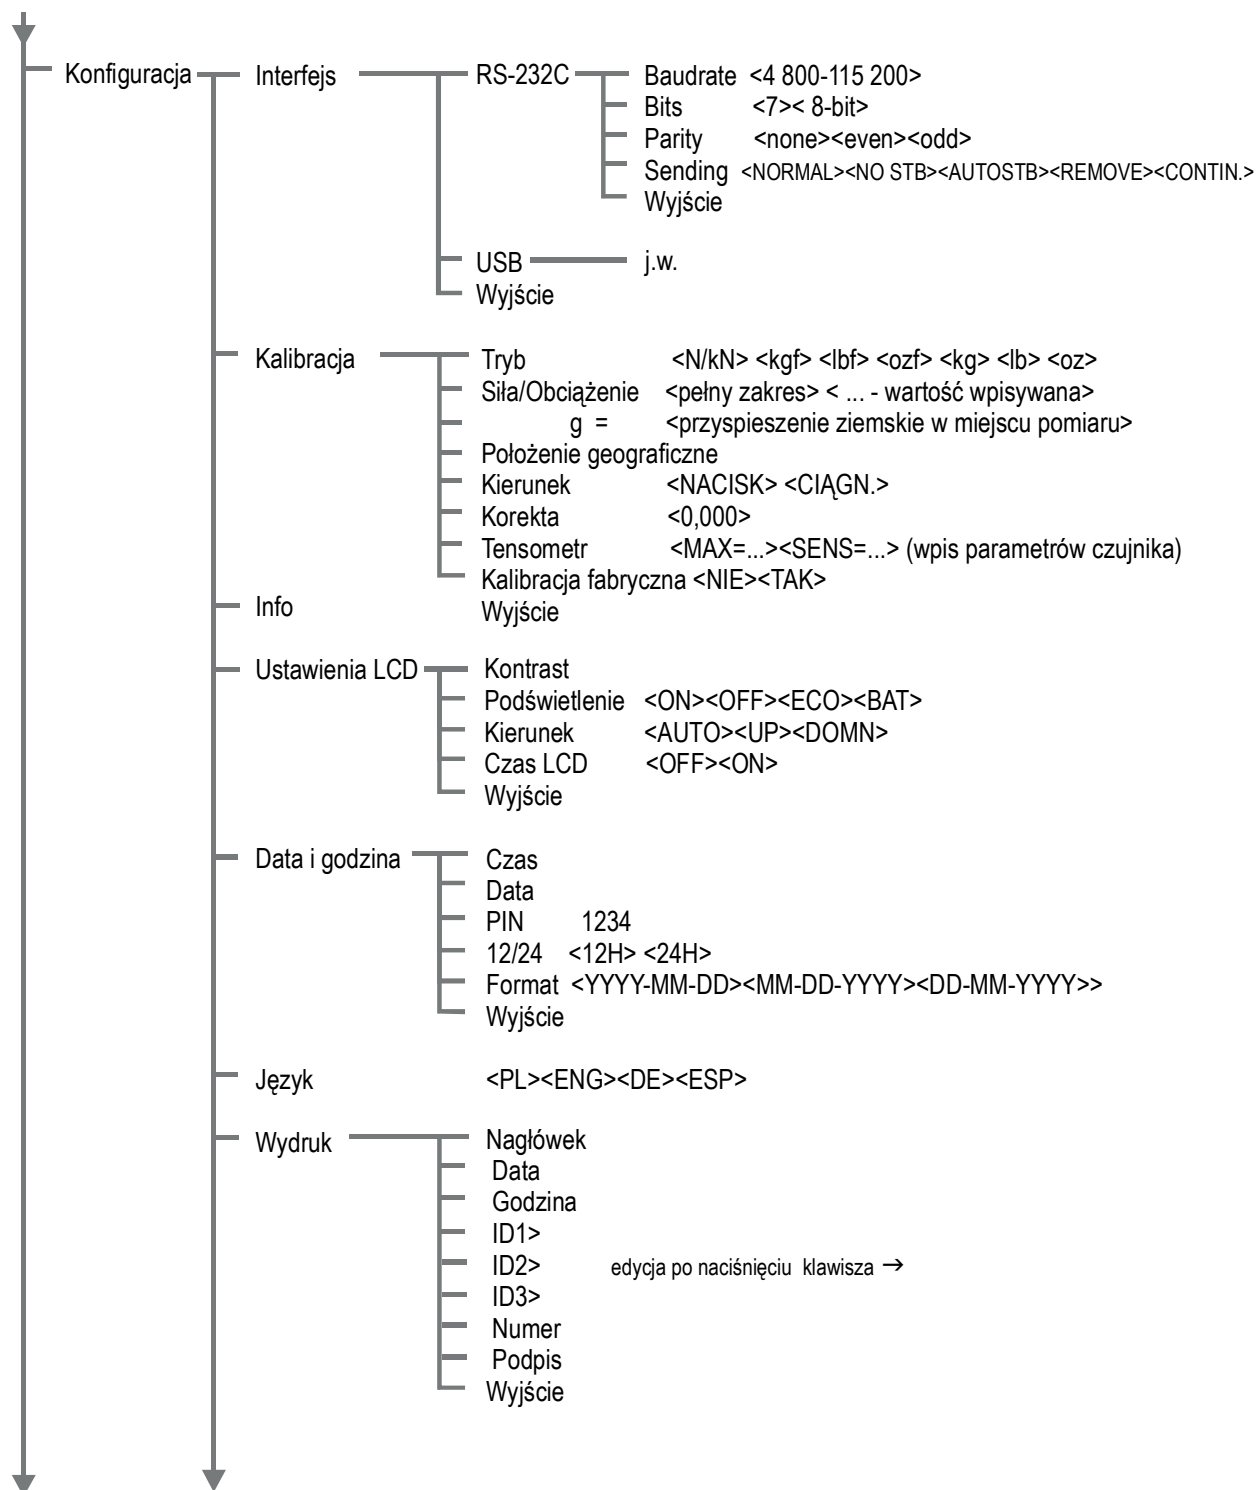 Konfiguracja Interfejs RS-232C Baudrate <4 800-115 200>
Bits <7>< 8-bit>
Parity <none><even><odd>
Sending <NORMAL><NO STB><AUTOSTB><REMOVE><CONTIN.>
Wyjście
USB j.w.
Wyjście
Kalibracja Tryb <N/kN> <kgf> <lbf> <ozf> <kg> <lb> <oz>
Siła/Obciążenie <pełny zakres> < ... - wartość wpisywana>
g = <przyspieszenie ziemskie w miejscu pomiaru>
Położenie geograficzne
Kierunek <NACISK> <CIĄGN.>
Korekta <0,000>
Tensometr <MAX=...><SENS=...> (wpis parametrów czujnika)
Kalibracja fabryczna <NIE><TAK>
Info Wyjście
Ustawienia LCD Kontrast
Podświetlenie <ON><OFF><ECO><BAT>
Kierunek <AUTO><UP><DOMN>
Czas LCD <OFF><ON>
Wyjście
Data i godzina Czas
Data
PIN 1234
12/24 <12H> <24H>
Format <YYYY-MM-DD><MM-DD-YYYY><DD-MM-YYYY>>
Wyjście
Język <PL><ENG><DE><ESP>
Wydruk Nagłówek
Data
Godzina
ID1>
ID2> edycja po naciśnięciu klawisza →
ID3>
Numer
Podpis
Wyjście